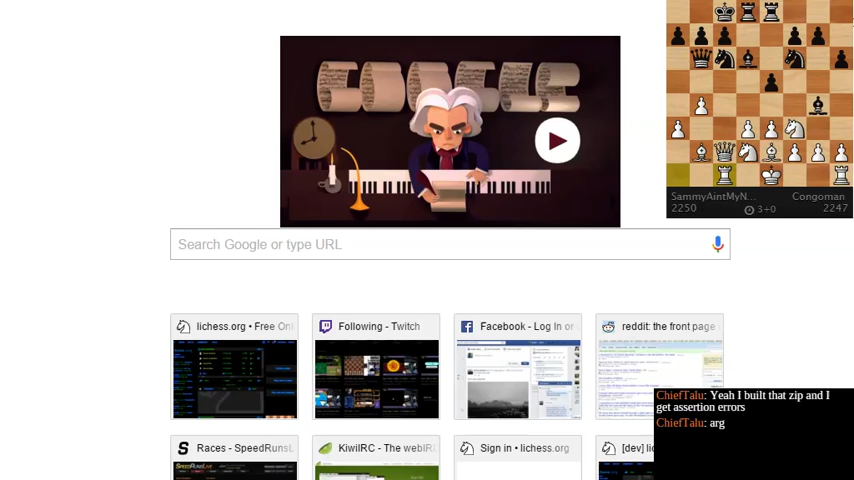 GOOGLE
SammyAintMyN... Congoman
2250 3+0 2247
Search Google or type URL
lichess.org • Free Onl
Following - Twitch
Facebook - Log In or
reddit: the front page
ChiefTalu: Yeah I built that zip and I
get assertion errors
ChiefTalu: arg
Races - SpeedRunsL
KiwiIRC - The webIR
Sign in • lichess.org
[dev] lic